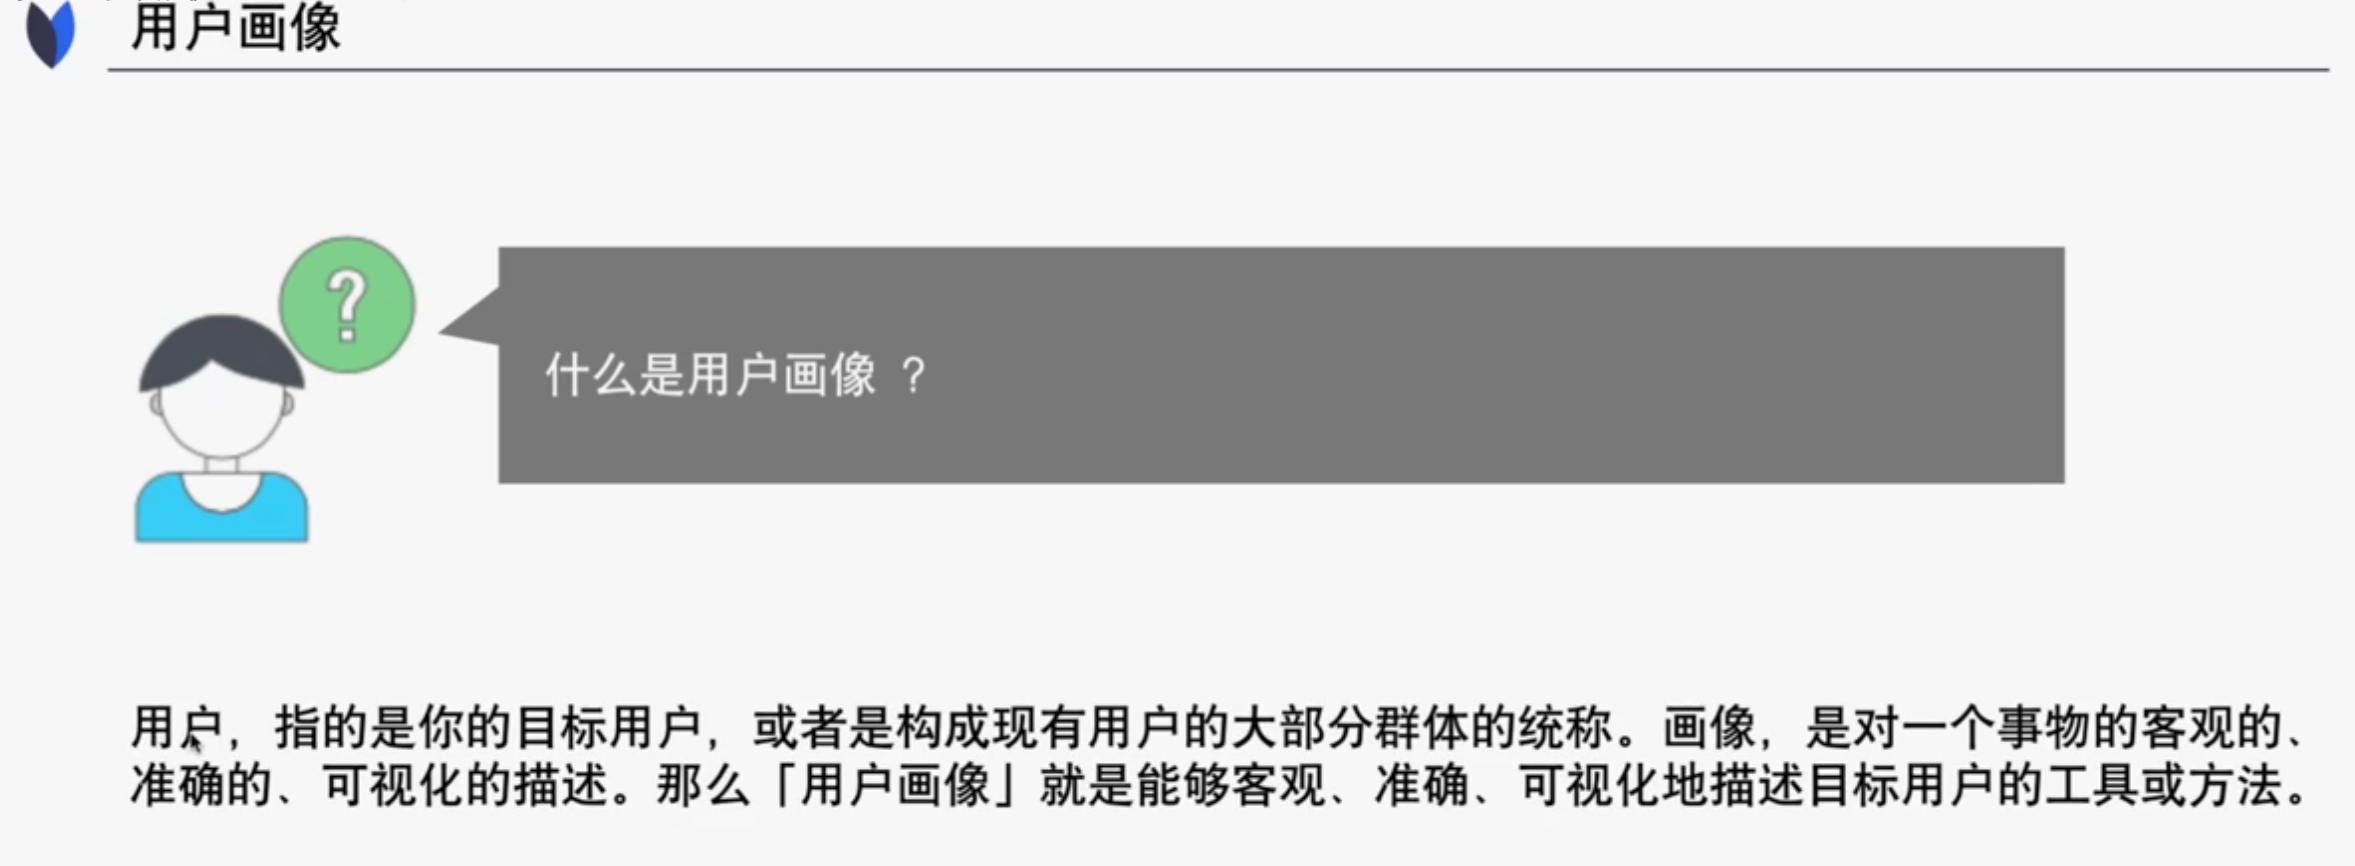 用户画像
?
什么是用户画像 ？
用户，指的是你的目标用户，或者是构成现有用户的大部分群体的统称。画像，是对一个事物的客观的、
准确的、可视化的描述。那么「用户画像」就是能够客观、准确、可视化地描述目标用户的工具或方法。